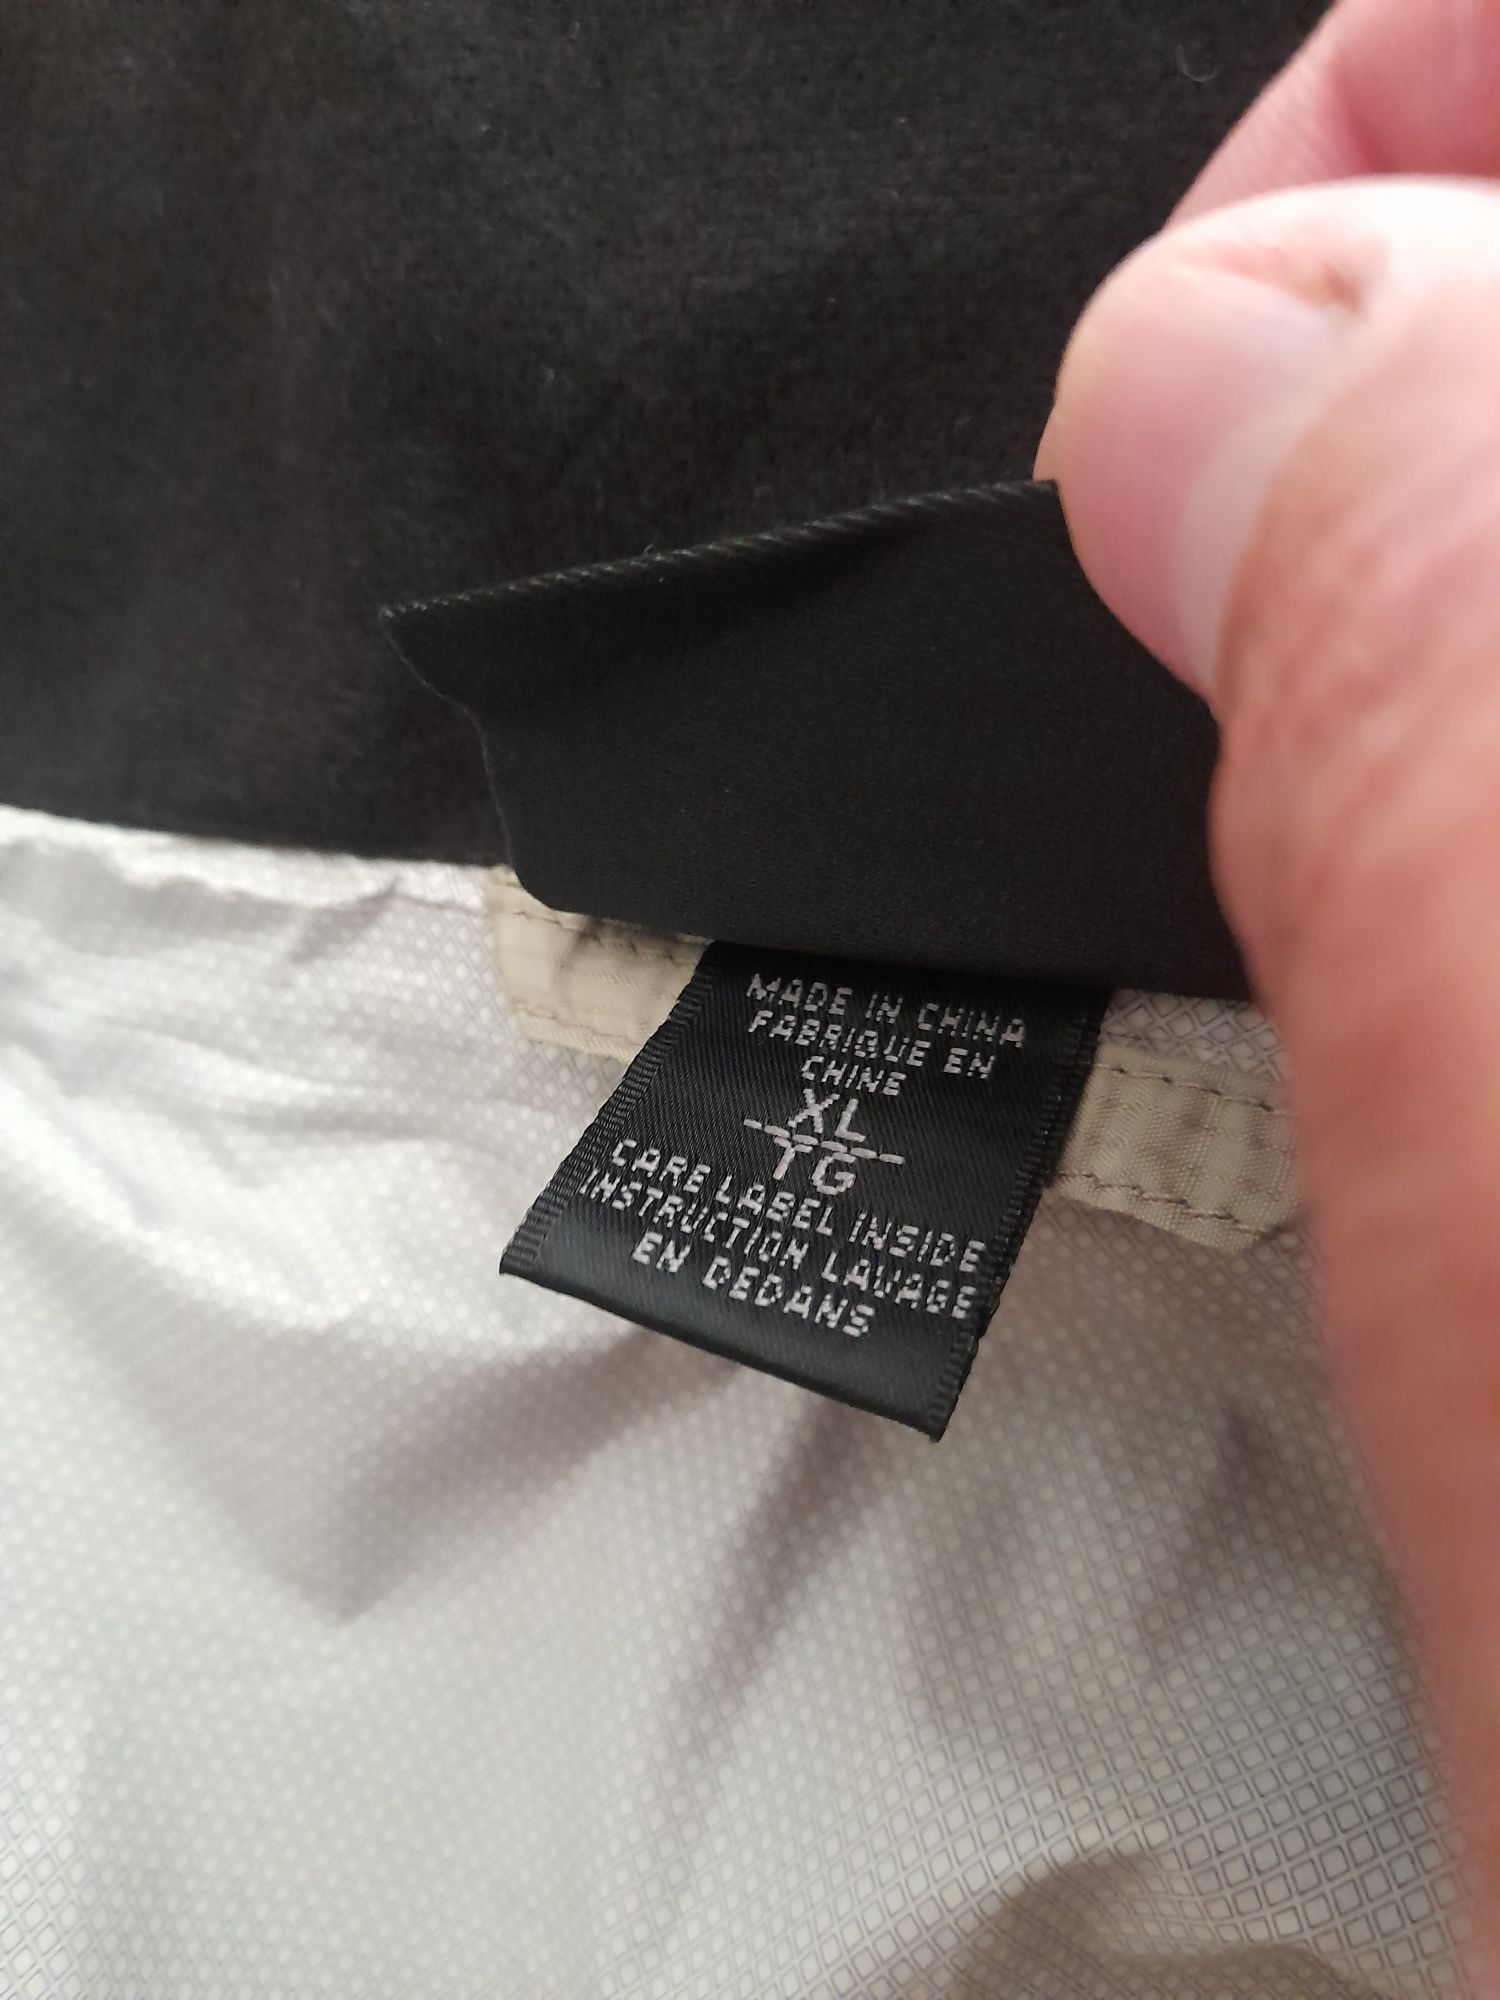 MADE IN CHINA
FABRIQUE EN
CHINE
XL
TG
CARE LABEL INSIDE
INSTRUCTION LAVAGE
EN DEDANS